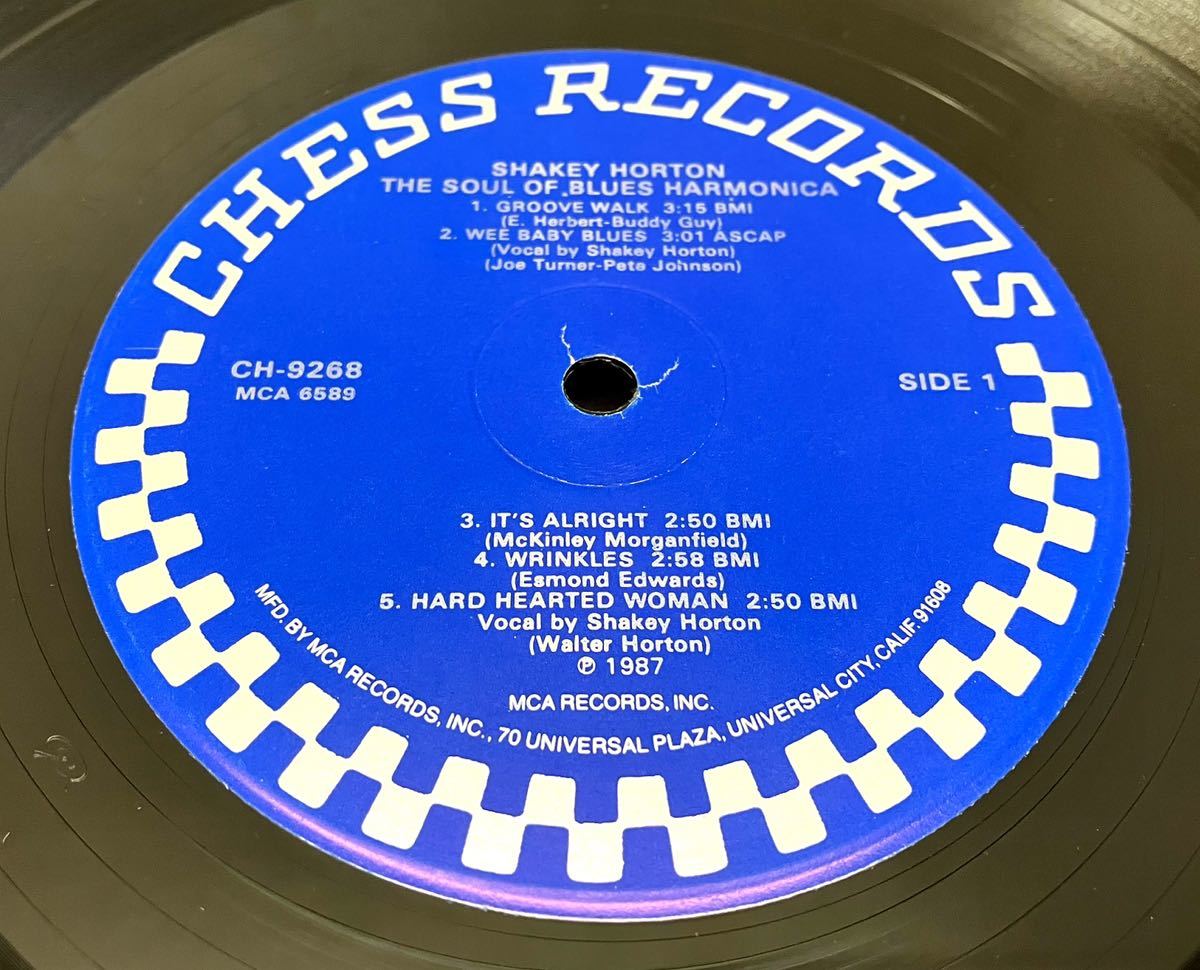 CHESS RECORDS
SHAKEY HORTON
THE SOUL OF BLUES HARMONICA
1. GROOVE WALK 3:15 BMI
(E. Herbert-Buddy Guy)
2. WEE BABY BLUES 3:01 ASCAP
(Vocal by Shakey Horton)
(Joe Turner-Pete Johnson)
CH-9268
MCA 6589
SIDE 1
3. IT'S ALRIGHT 2:50 BMI
(McKinley Morganfield)
4. WRINKLES 2:58 BMI
(Esmond Edwards)
5. HARD HEARTED WOMAN 2:50 BMI
Vocal by Shakey Horton
(Walter Horton)
℗ 1987
MCA RECORDS, INC.
MFD. BY MCA RECORDS, INC., 70 UNIVERSAL PLAZA, UNIVERSAL CITY, CALIF. 91608